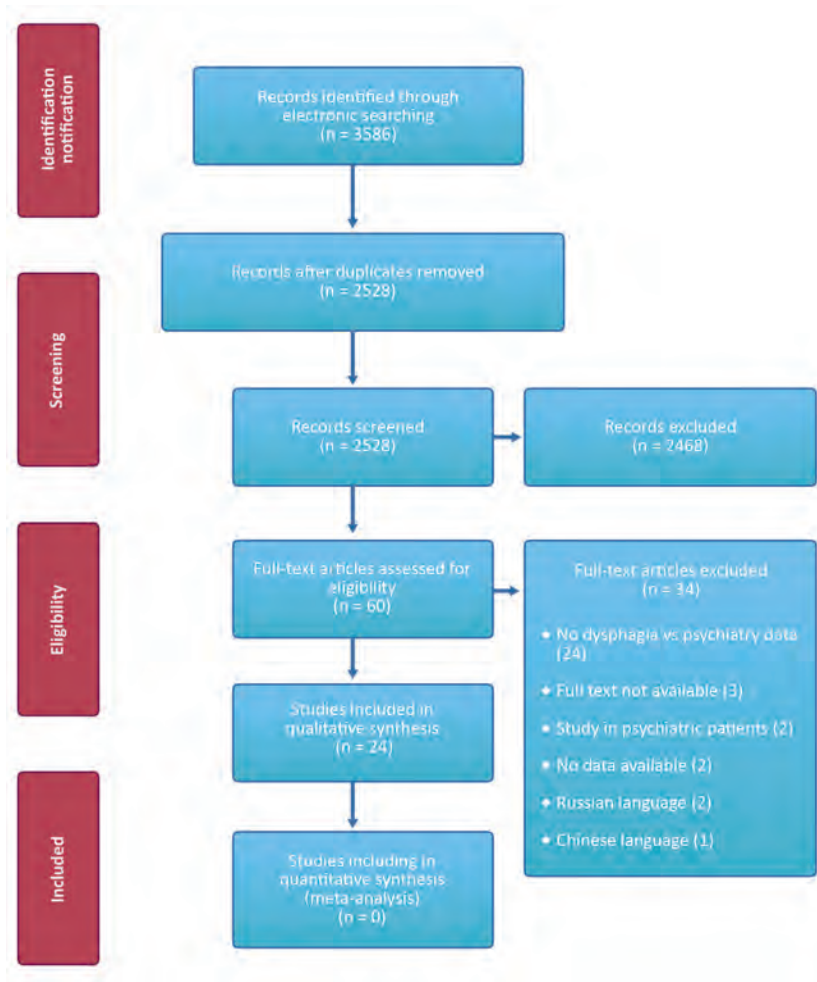 Identification
notification
Records identified through
electronic searching
(n = 3586)
Records after duplicates removed
(n = 2528)
Screening
Records screened
(n = 2528)
Records excluded
(n = 2468)
Eligibility
Full-text articles assessed for
eligibility
(n = 60)
Full-text articles excluded
(n = 34)
◆ No dysphagia vs psychiatry data
(24)
◆ Full text not available (3)
◆ Study in psychiatric patients (2)
◆ No data available (2)
◆ Russian language (2)
◆ Chinese language (1)
Studies included in
qualitative synthesis
(n = 24)
Included
Studies including in
quantitative synthesis
(meta-analysis)
(n = 0)